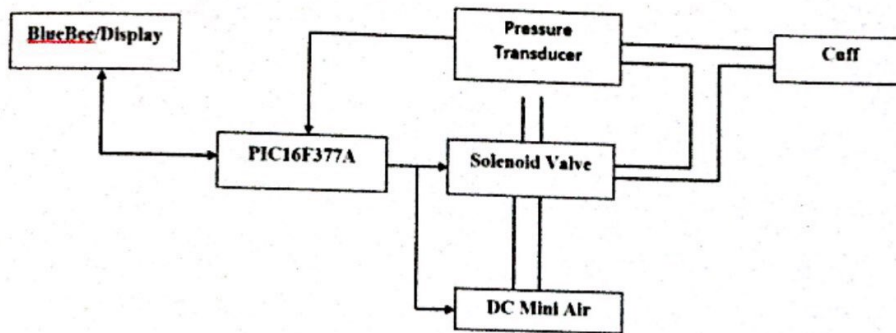 BlueBee/Display
Pressure
Transducer
Cuff
PIC16F377A
Solenoid Valve
DC Mini Air